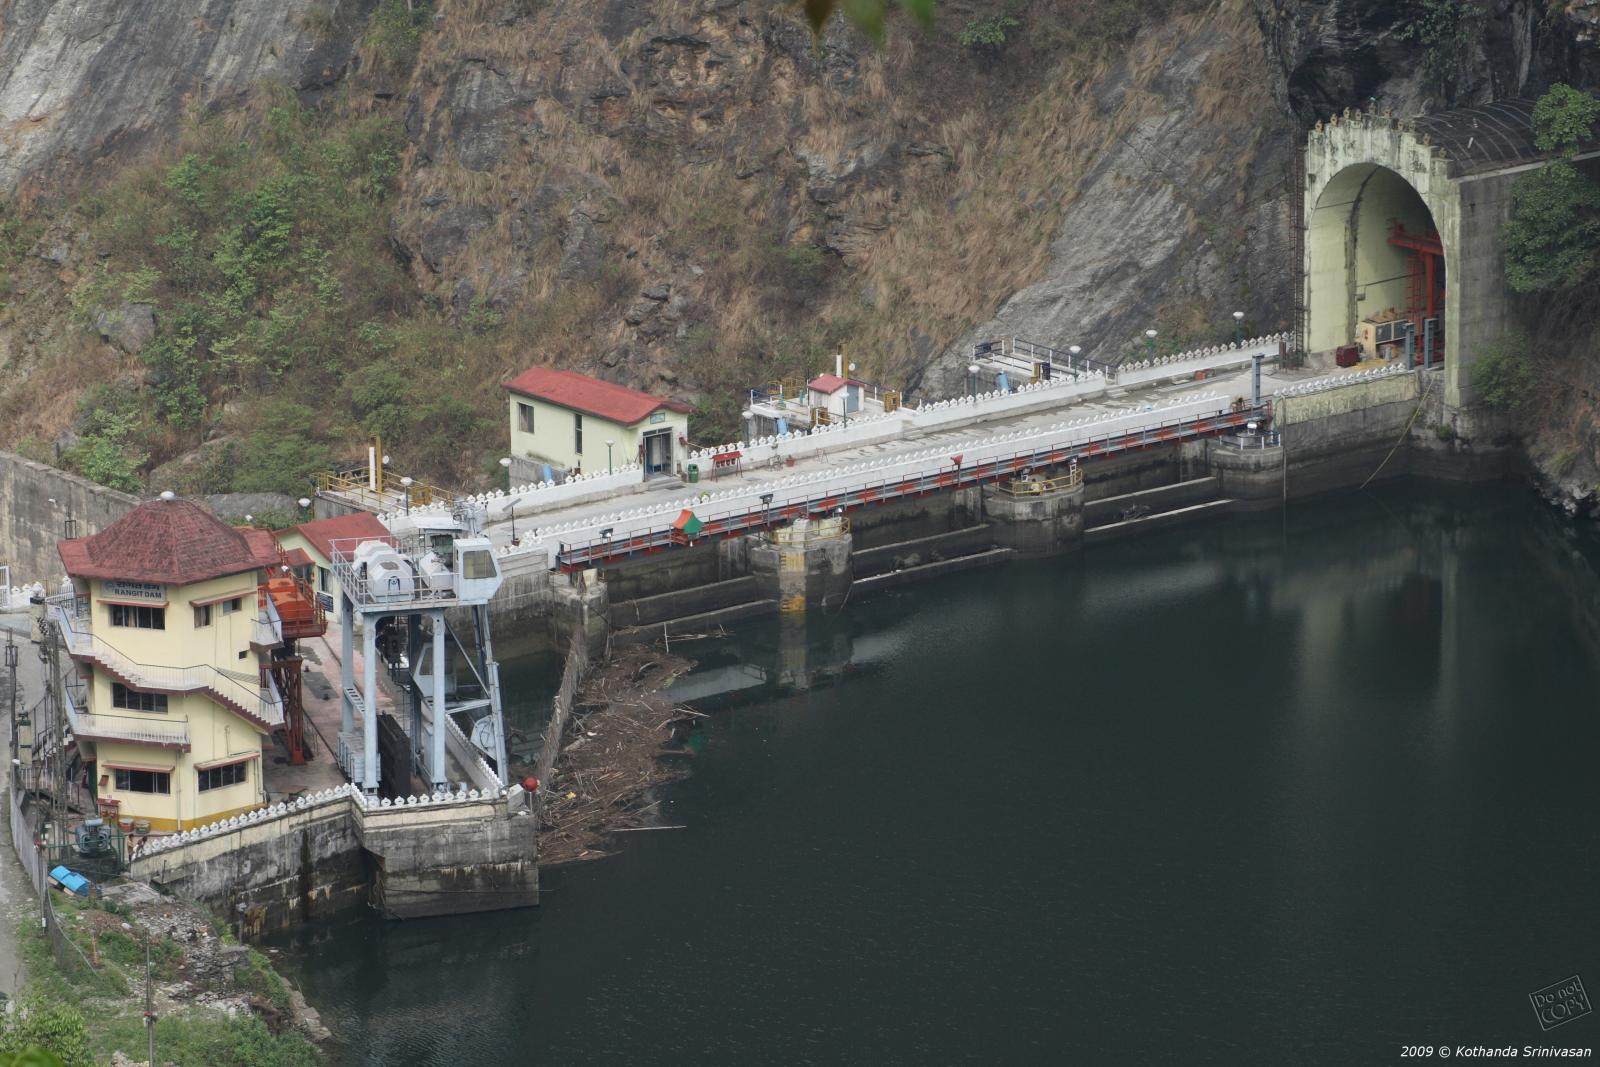 RANGIT DAM
Do not
COPY
2009 © Kothanda Srinivasan